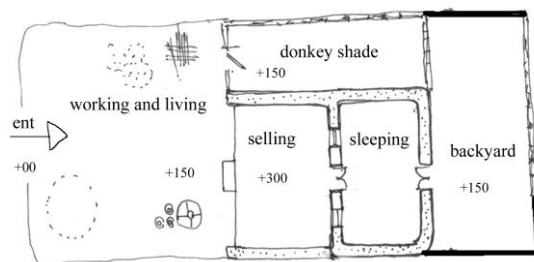 donkey shade
+150
working and living
ent
selling
sleeping
backyard
+00
+150
+300
+150